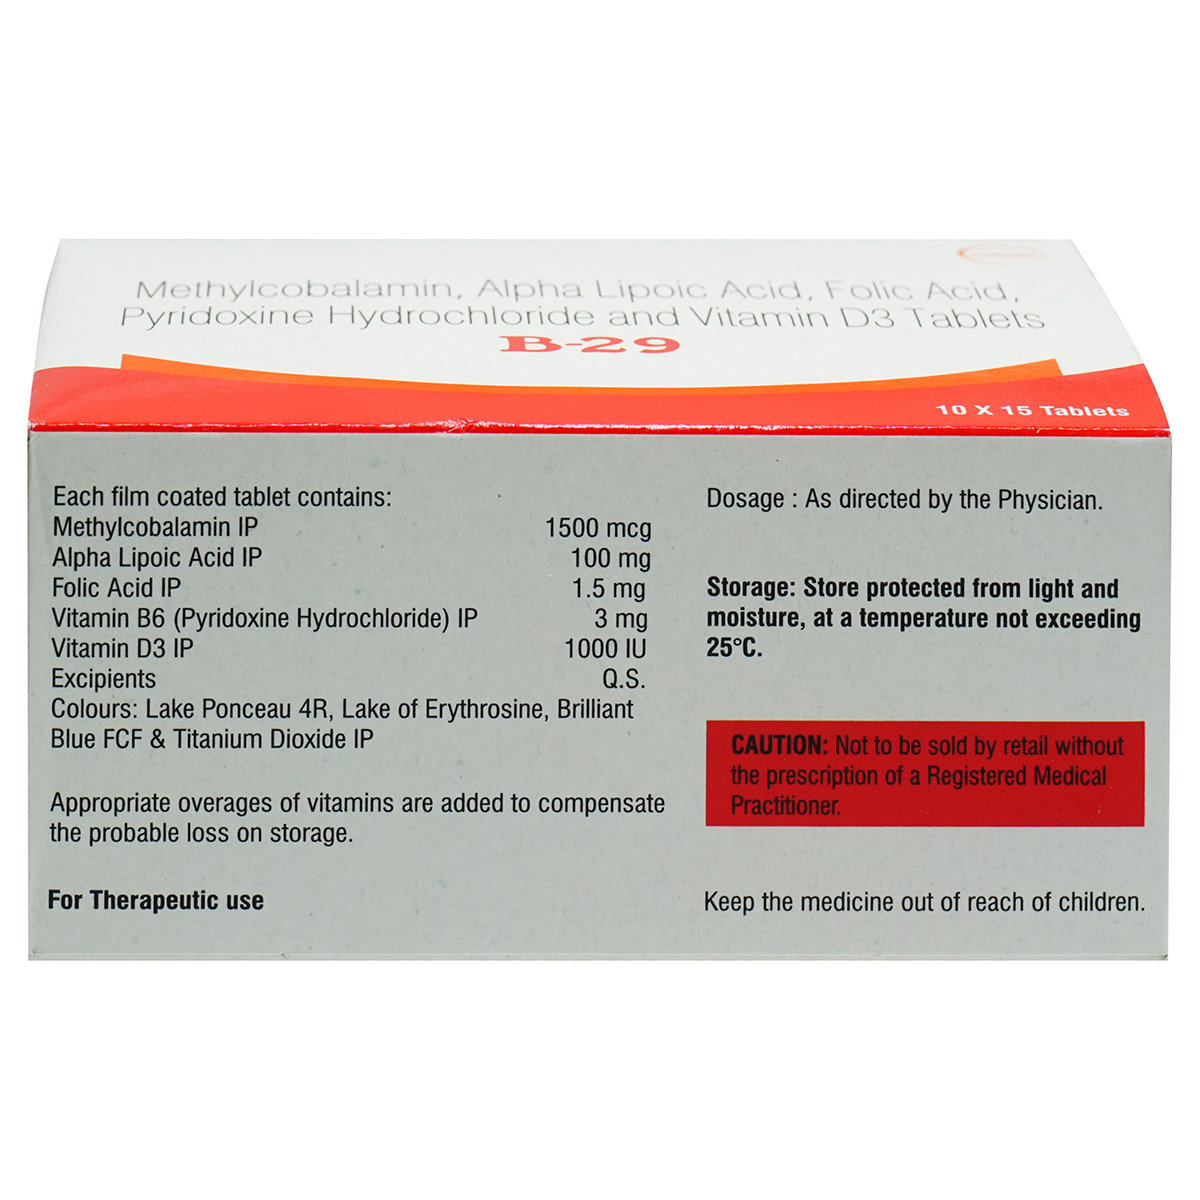 Methylcobalamin, Alpha Lipoic Acid, Folic Acid,
Pyridoxine Hydrochloride and Vitamin D3 Tablets
B-29
10 X 15 Tablets
Each film coated tablet contains:
Methylcobalamin IP 1500 mcg
Alpha Lipoic Acid IP 100 mg
Folic Acid IP 1.5 mg
Vitamin B6 (Pyridoxine Hydrochloride) IP 3 mg
Vitamin D3 IP 1000 IU
Excipients Q.S.
Colours: Lake Ponceau 4R, Lake of Erythrosine, Brilliant
Blue FCF & Titanium Dioxide IP
Appropriate overages of vitamins are added to compensate
the probable loss on storage.
For Therapeutic use
Dosage : As directed by the Physician.
Storage: Store protected from light and
moisture, at a temperature not exceeding
25°C.
CAUTION: Not to be sold by retail without
the prescription of a Registered Medical
Practitioner.
Keep the medicine out of reach of children.